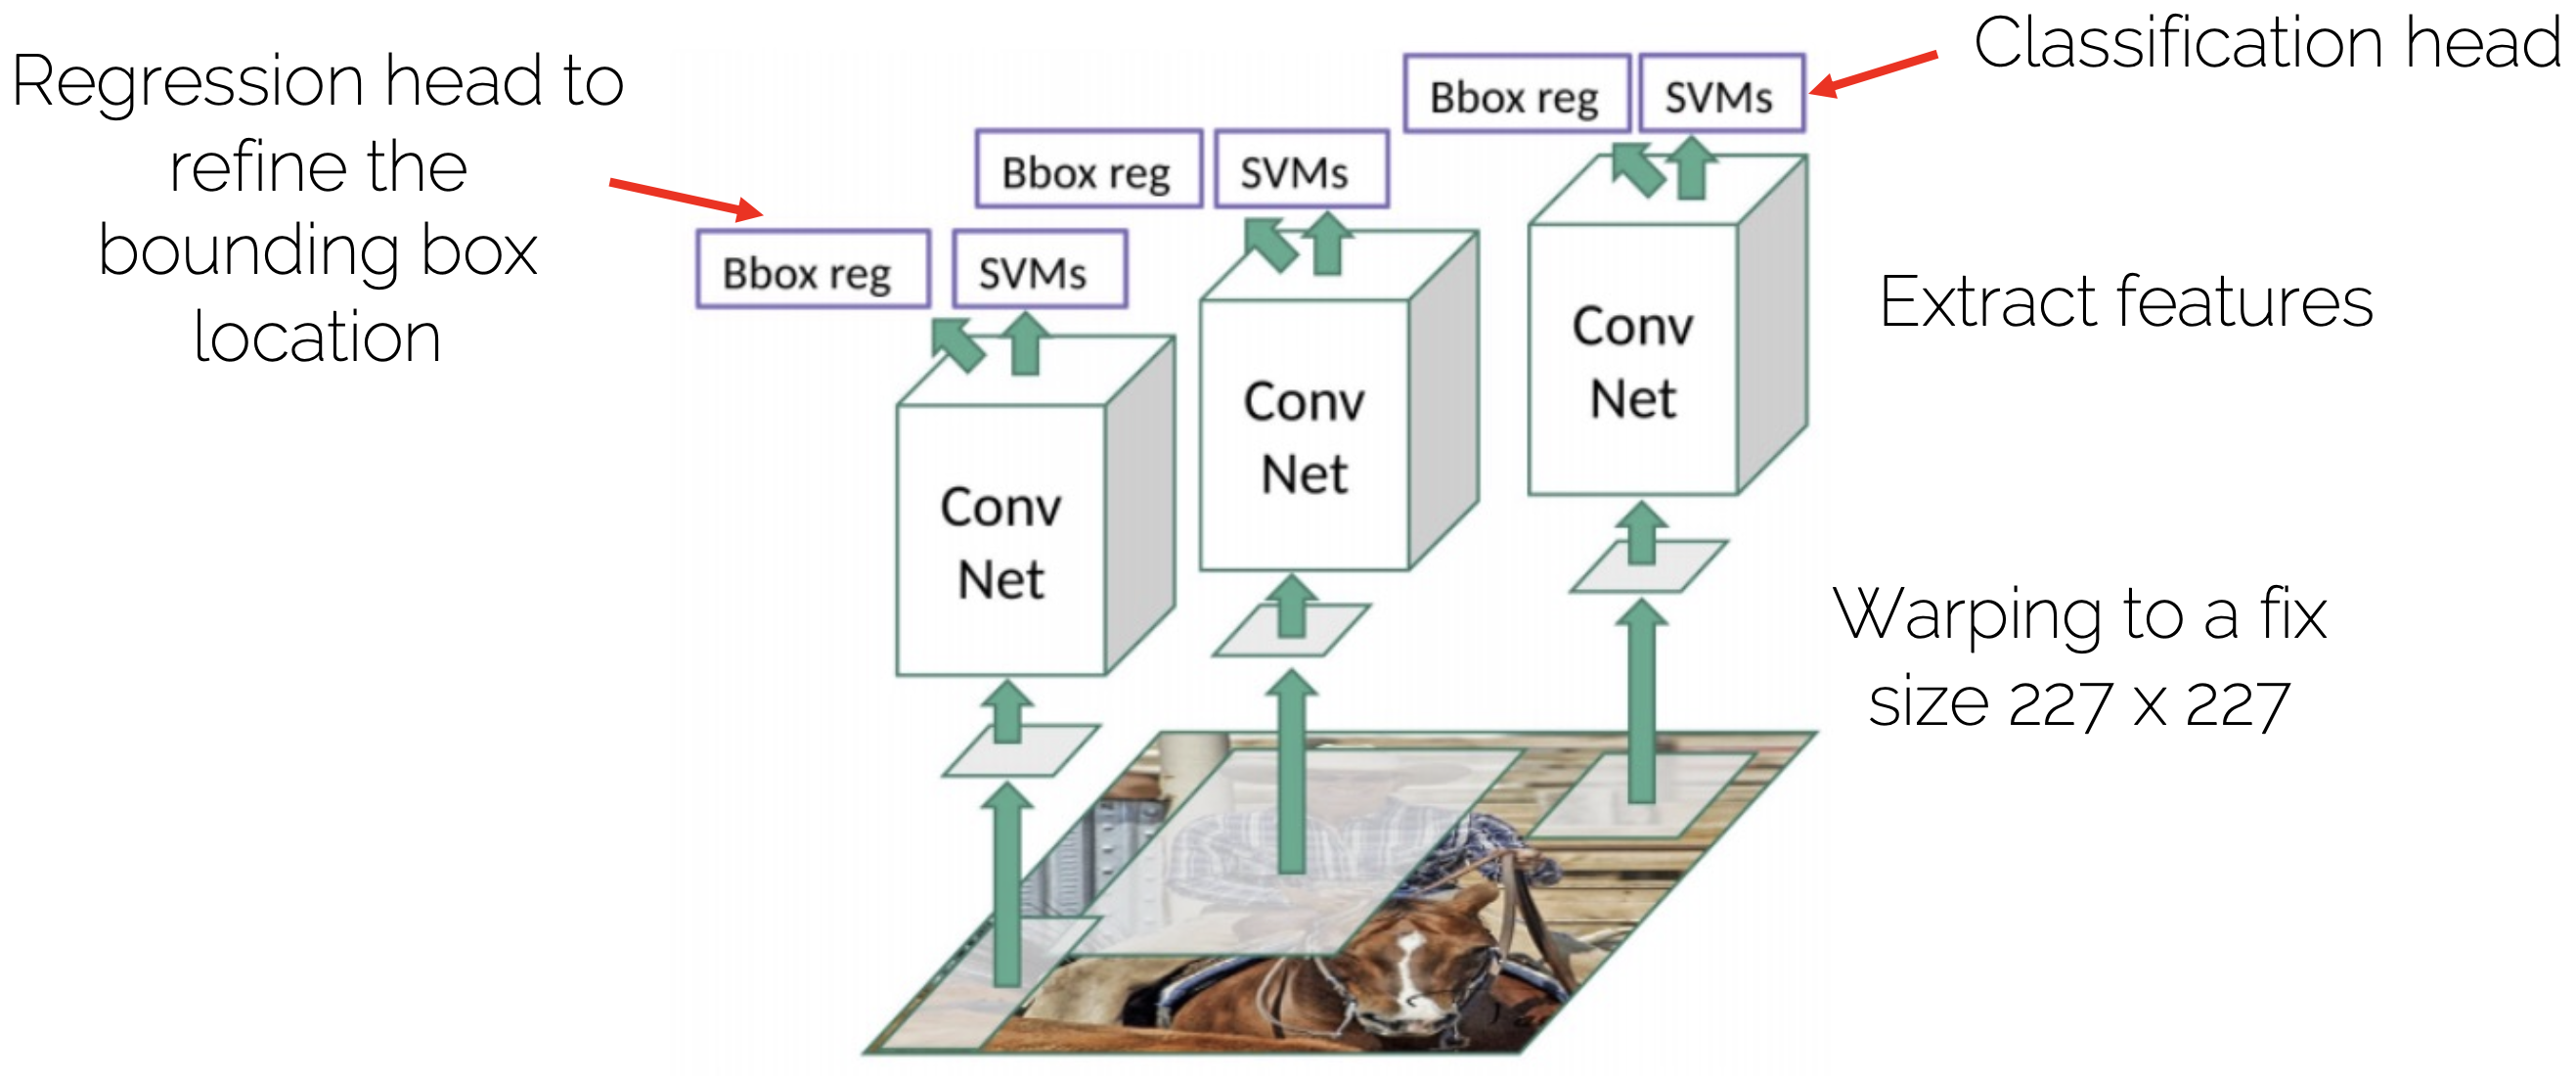 Regression head to
refine the
bounding box
location
Classification head
Bbox reg
SVMs
Bbox reg
SVMs
Bbox reg
SVMs
Extract features
Conv
Net
Conv
Net
Conv
Net
Warping to a fix
size 227 x 227